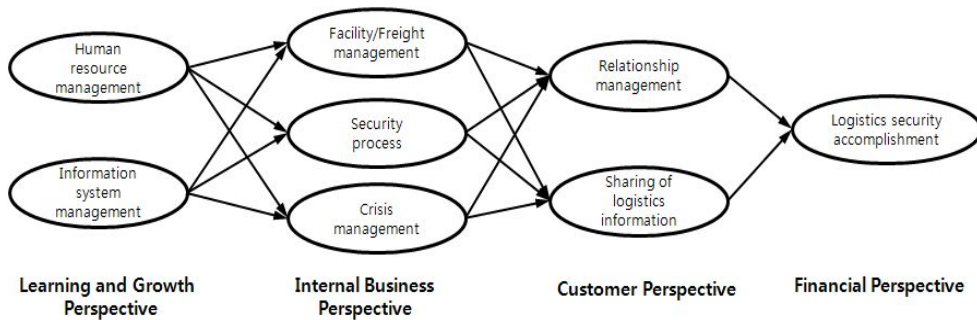 Human
resource
management
Information
system
management
Facility/Freight
management
Security
process
Crisis
management
Relationship
management
Sharing of
logistics
information
Logistics security
accomplishment
Learning and Growth
Perspective
Internal Business
Perspective
Customer Perspective
Financial Perspective